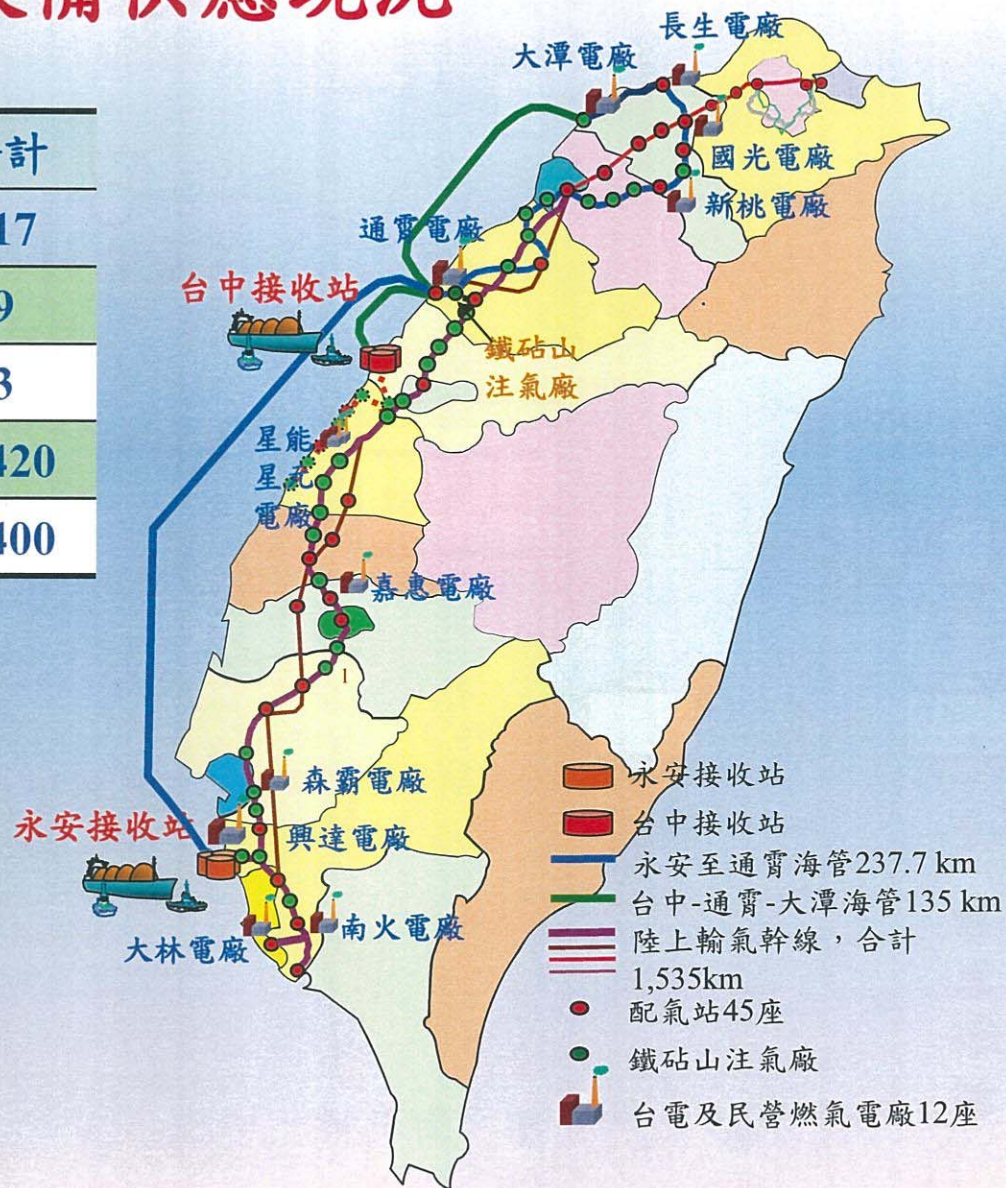 備供應現況
計
17
9
3
420
400
長生電廠
大潭電廠
國光電廠
新桃電廠
通霄電廠
台中接收站
鐵砧山
注氣廠
星能
星元
電廠
嘉惠電廠
1
森霸電廠
永安接收站
興達電廠
南火電廠
大林電廠
永安接收站
台中接收站
永安至通霄海管237.7 km
台中-通霄-大潭海管135 km
陸上輸氣幹線，合計
1,535km
配氣站45座
鐵砧山注氣廠
台電及民營燃氣電廠12座